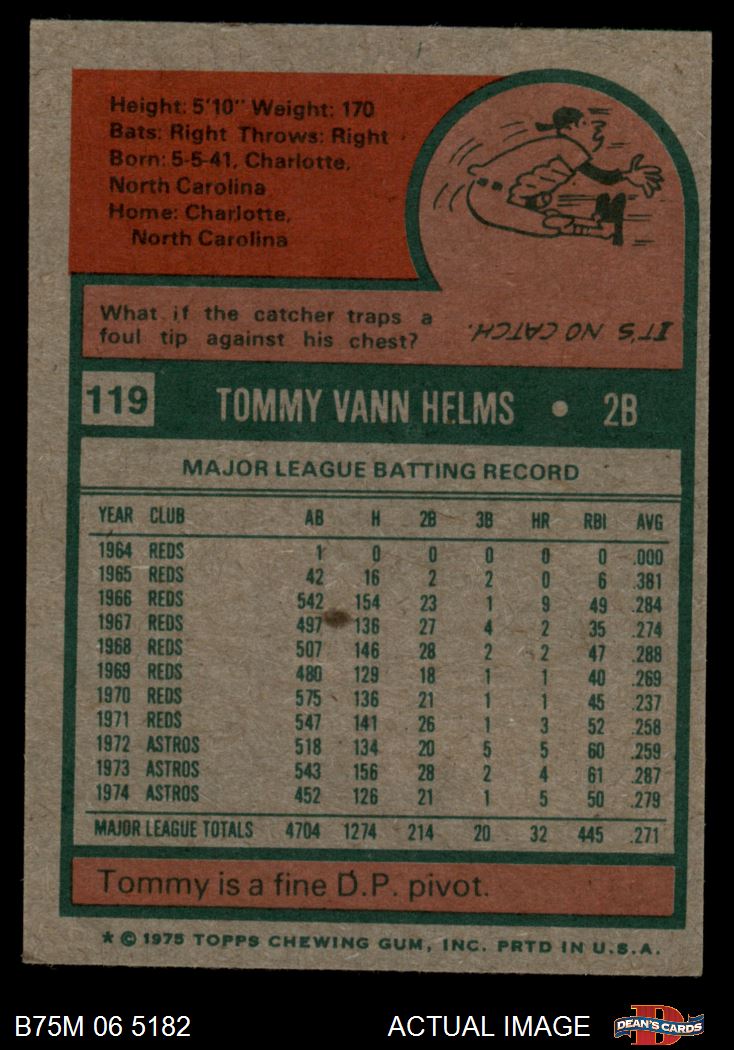 Height: 5'10" Weight: 170
Bats: Right Throws: Right
Born: 5-5-41, Charlotte,
North Carolina
Home: Charlotte,
North Carolina
What if the catcher traps a
foul tip against his chest?
IT'S NO CATCH.
119 TOMMY VANN HELMS • 2B
MAJOR LEAGUE BATTING RECORD
YEAR CLUB AB H 2B 3B HR RBI AVG
1964 REDS 1 0 0 0 0 0 .000
1965 REDS 42 16 2 2 0 6 .381
1966 REDS 542 154 23 1 9 49 .284
1967 REDS 497 136 27 4 2 35 .274
1968 REDS 507 146 28 2 2 47 .288
1969 REDS 480 129 18 1 1 40 .269
1970 REDS 575 136 21 1 1 45 .237
1971 REDS 547 141 26 1 3 52 .258
1972 ASTROS 518 134 20 5 5 60 .259
1973 ASTROS 543 156 28 2 4 61 .287
1974 ASTROS 452 126 21 1 5 50 .279
MAJOR LEAGUE TOTALS 4704 1274 214 20 32 445 .271
Tommy is a fine D.P. pivot.
* © 1975 TOPPS CHEWING GUM, INC. PRTD IN U.S.A.
B75M 06 5182 ACTUAL IMAGE DEAN'S CARDS